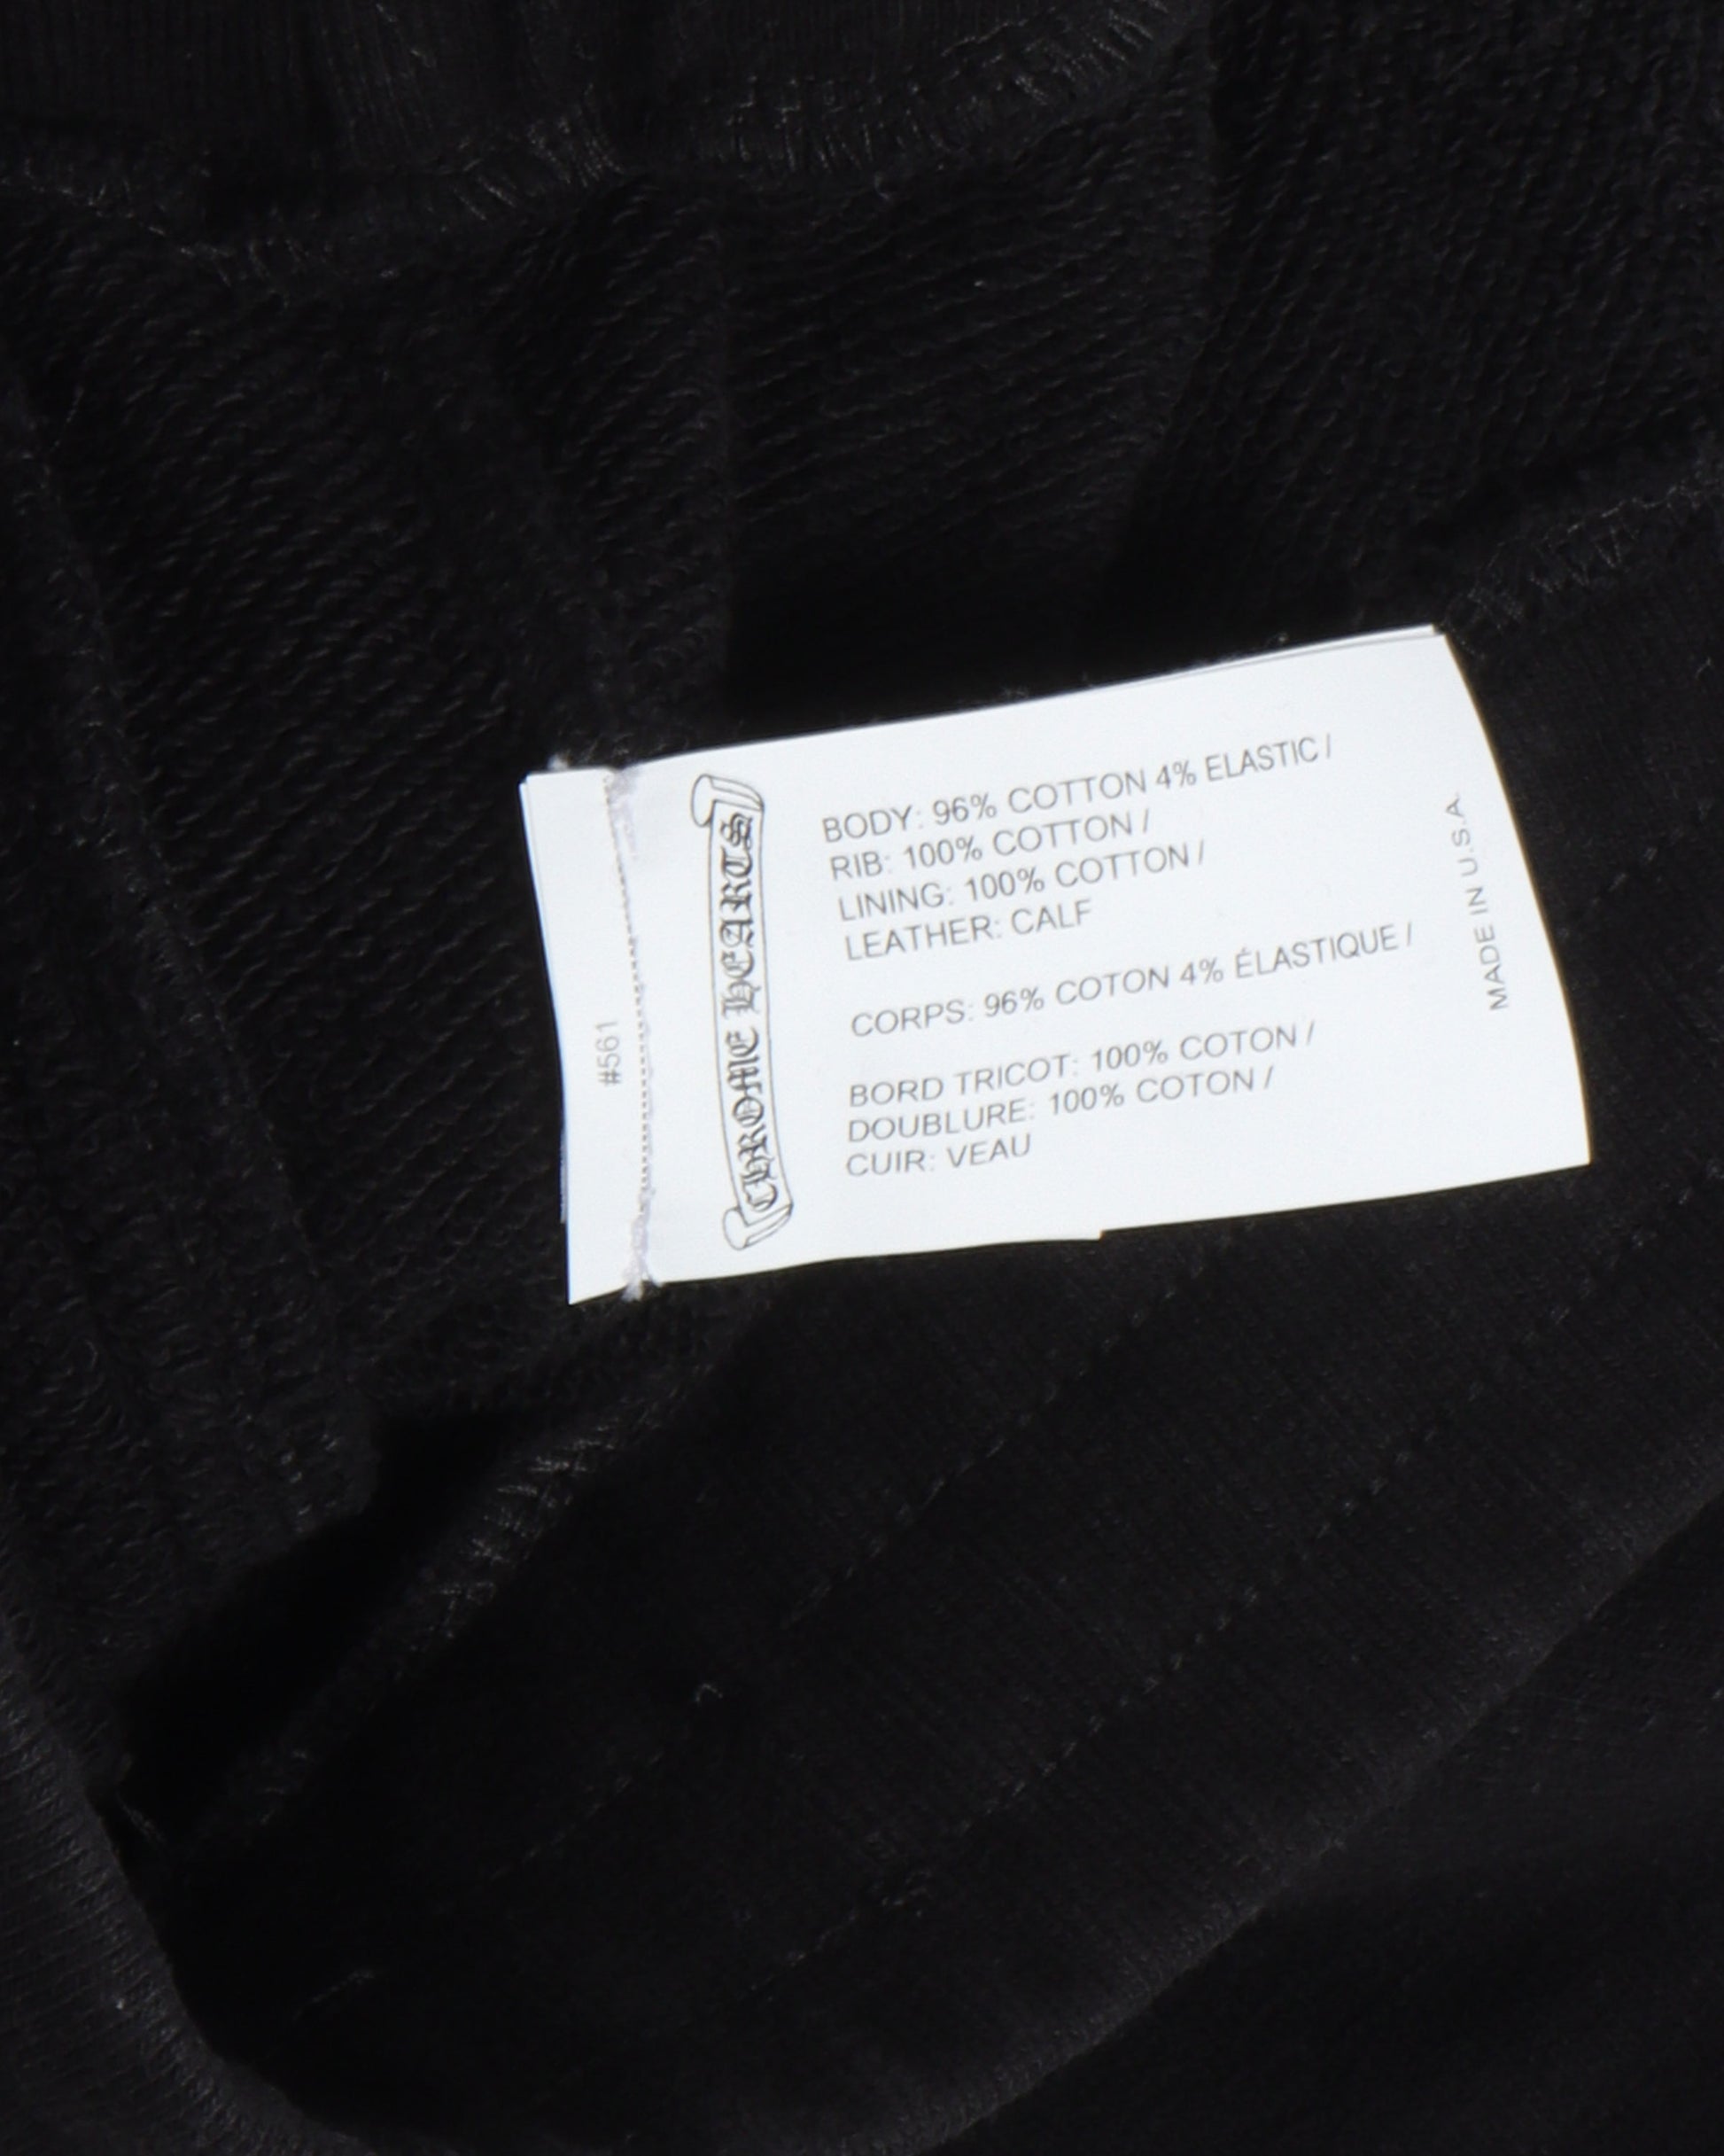 #561
CHROME HEARTS
BODY: 96% COTTON 4% ELASTIC /
RIB: 100% COTTON /
LINING: 100% COTTON /
LEATHER: CALF
CORPS: 96% COTON 4% ÉLASTIQUE /
BORD TRICOT: 100% COTON /
DOUBLURE: 100% COTON /
CUIR: VEAU
MADE IN U.S.A.